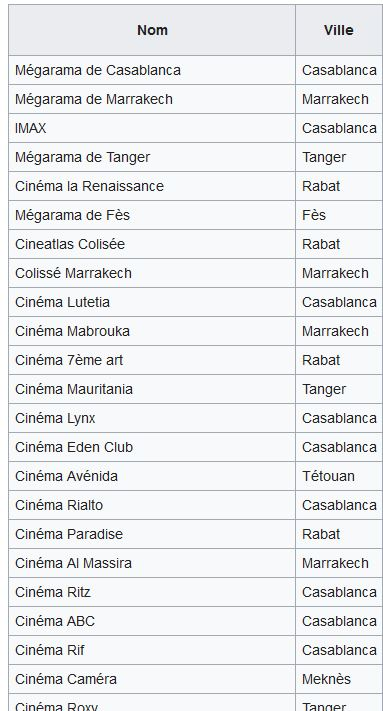 Nom Ville
Mégarama de Casablanca Casablanca
Mégarama de Marrakech Marrakech
IMAX Casablanca
Mégarama de Tanger Tanger
Cinéma la Renaissance Rabat
Mégarama de Fès Fès
Cineatlas Colisée Rabat
Colissé Marrakech Marrakech
Cinéma Lutetia Casablanca
Cinéma Mabrouka Marrakech
Cinéma 7ème art Rabat
Cinéma Mauritania Tanger
Cinéma Lynx Casablanca
Cinéma Eden Club Casablanca
Cinéma Avénida Tétouan
Cinéma Rialto Casablanca
Cinéma Paradise Rabat
Cinéma Al Massira Marrakech
Cinéma Ritz Casablanca
Cinéma ABC Casablanca
Cinéma Rif Casablanca
Cinéma Caméra Meknès
Cinéma Roxy Tanger